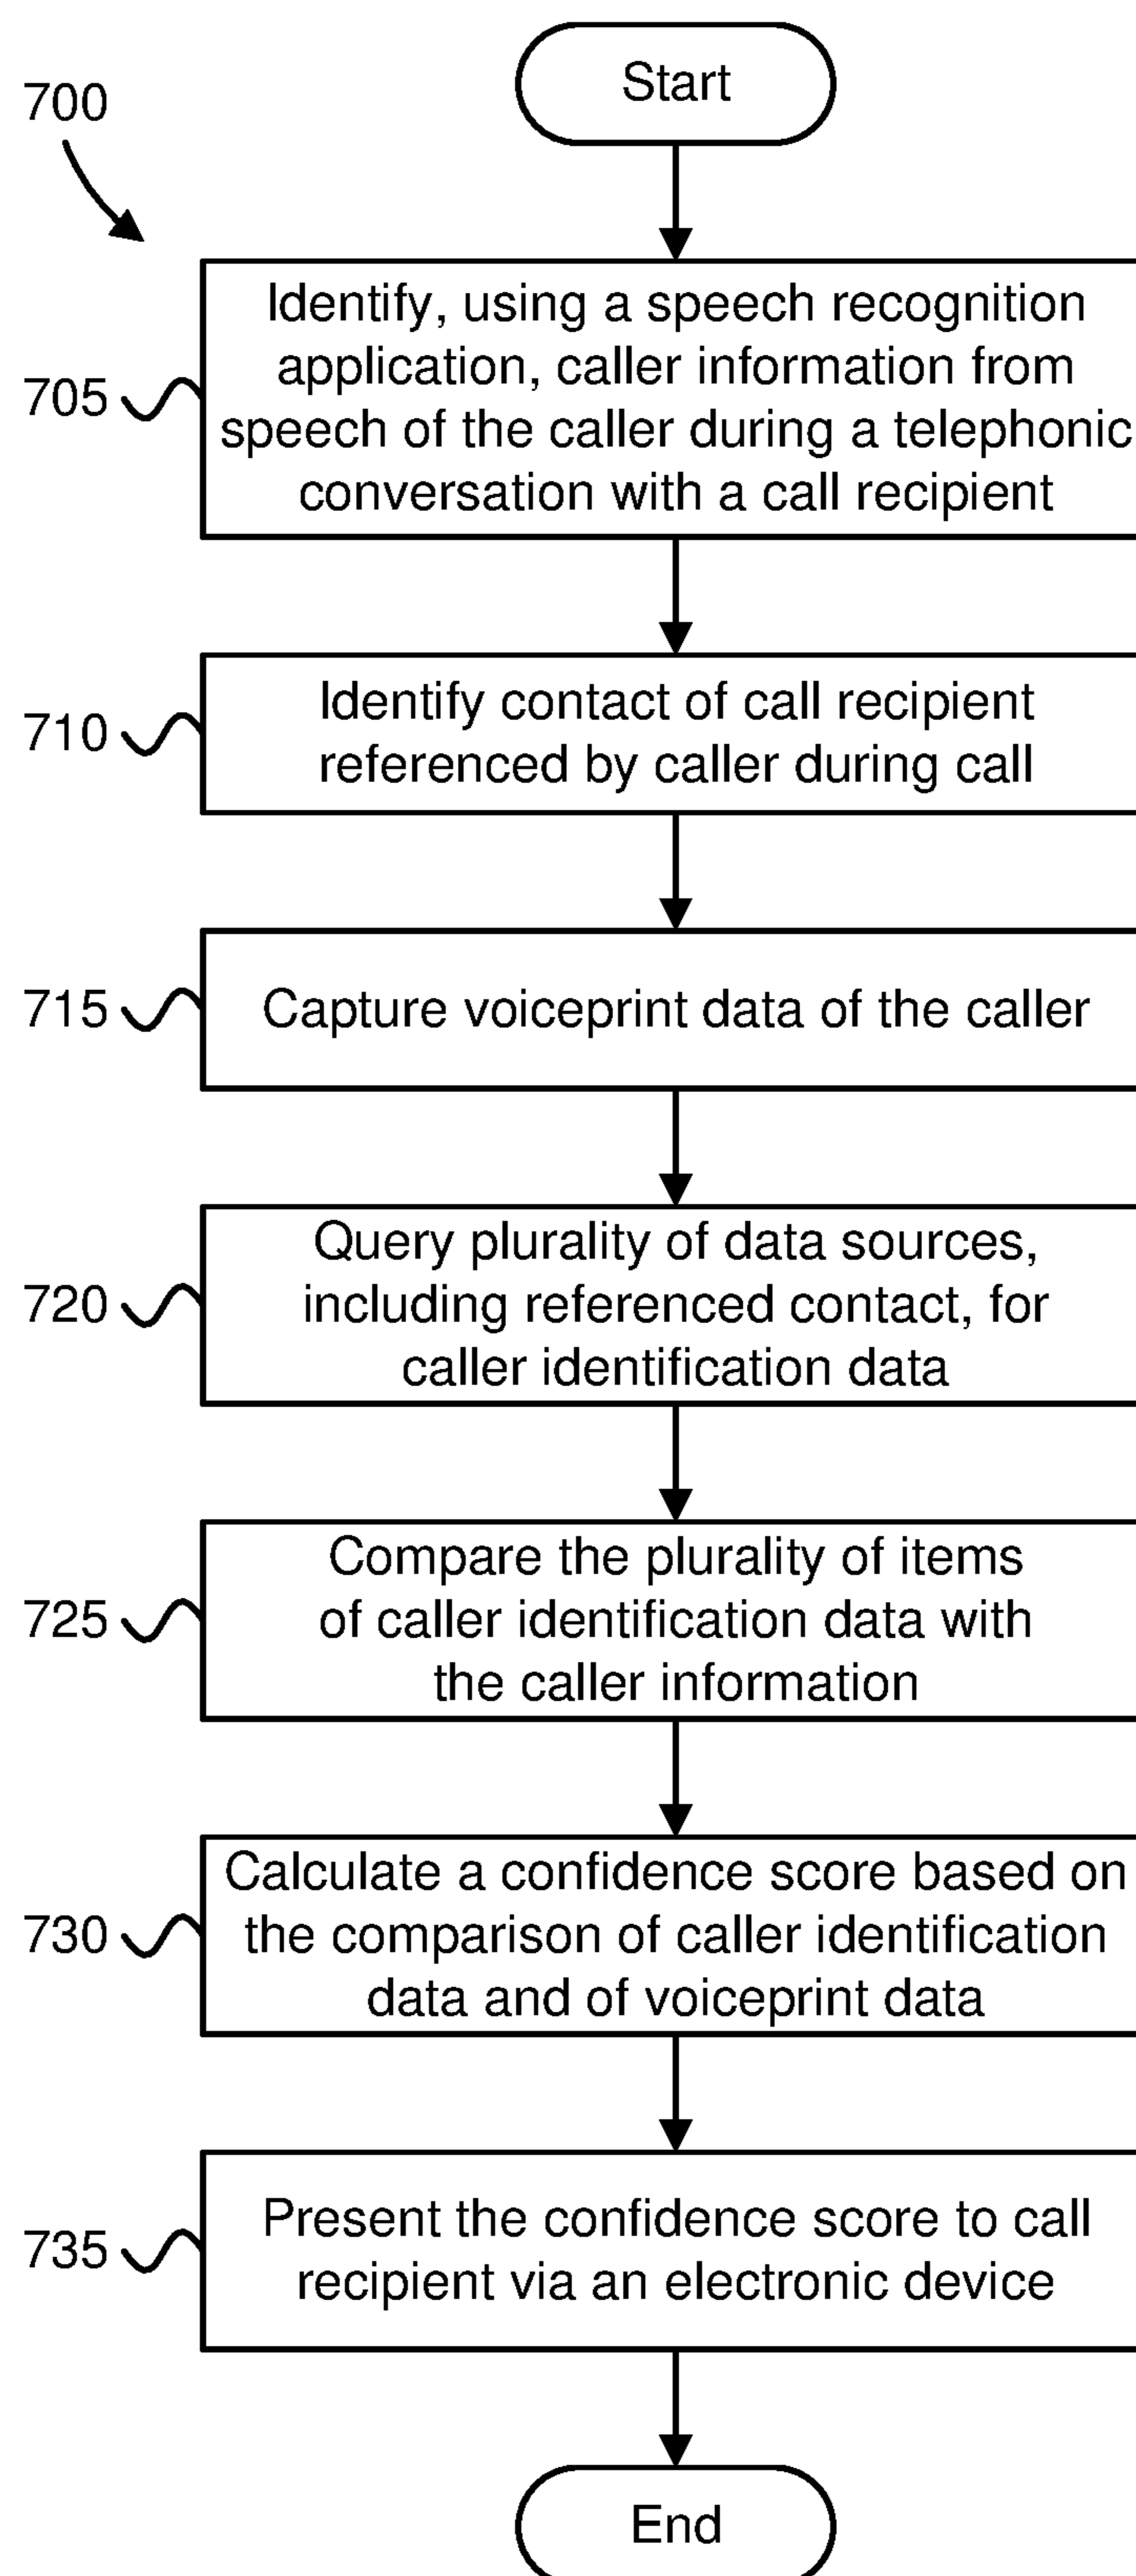 Start
700
Identify, using a speech recognition
application, caller information from
705
speech of the caller during a telephonic
conversation with a call recipient
Identify contact of call recipient
710
referenced by caller during call
715
Capture voiceprint data of the caller
Query plurality of data sources,
720
including referenced contact, for
caller identification data
Compare the plurality of items
725
of caller identification data with
the caller information
Calculate a confidence score based on
730
the comparison of caller identification
data and of voiceprint data
Present the confidence score to call
735
recipient via an electronic device
End